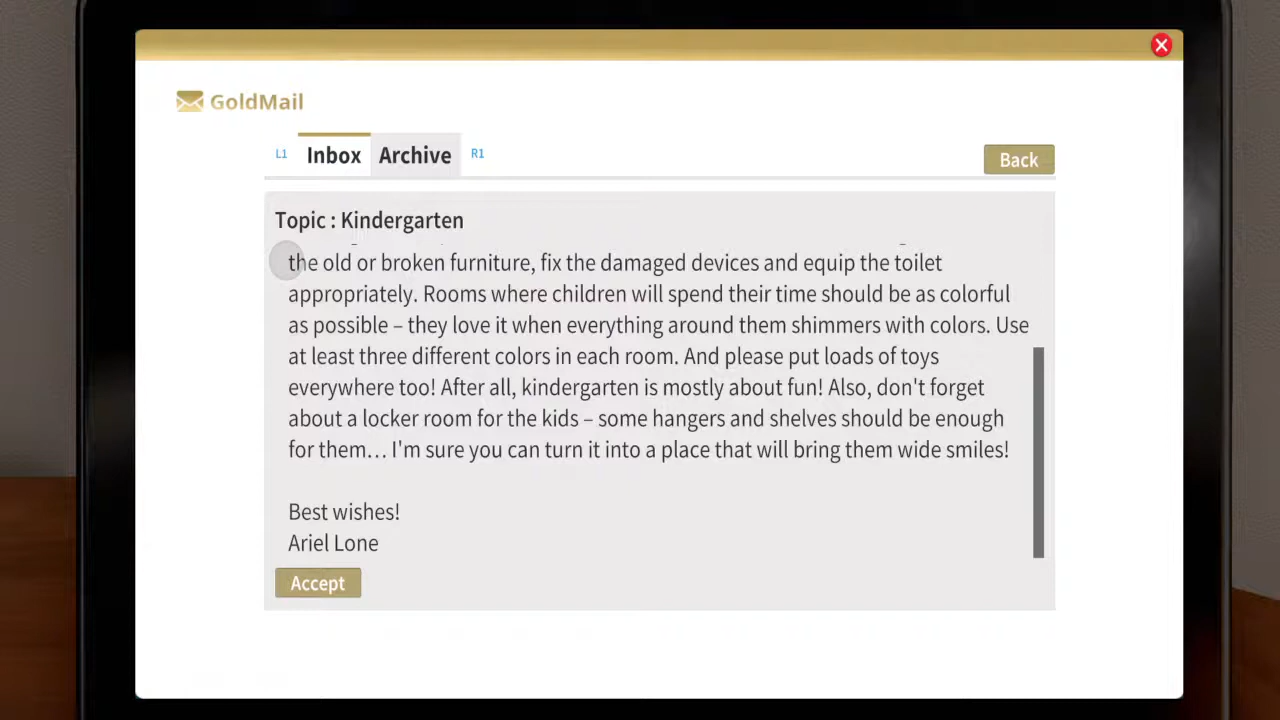 GoldMail
L1 Inbox Archive R1
Back
Topic : Kindergarten
the old or broken furniture, fix the damaged devices and equip the toilet
appropriately. Rooms where children will spend their time should be as colorful
as possible – they love it when everything around them shimmers with colors. Use
at least three different colors in each room. And please put loads of toys
everywhere too! After all, kindergarten is mostly about fun! Also, don't forget
about a locker room for the kids – some hangers and shelves should be enough
for them… I'm sure you can turn it into a place that will bring them wide smiles!
Best wishes!
Ariel Lone
Accept